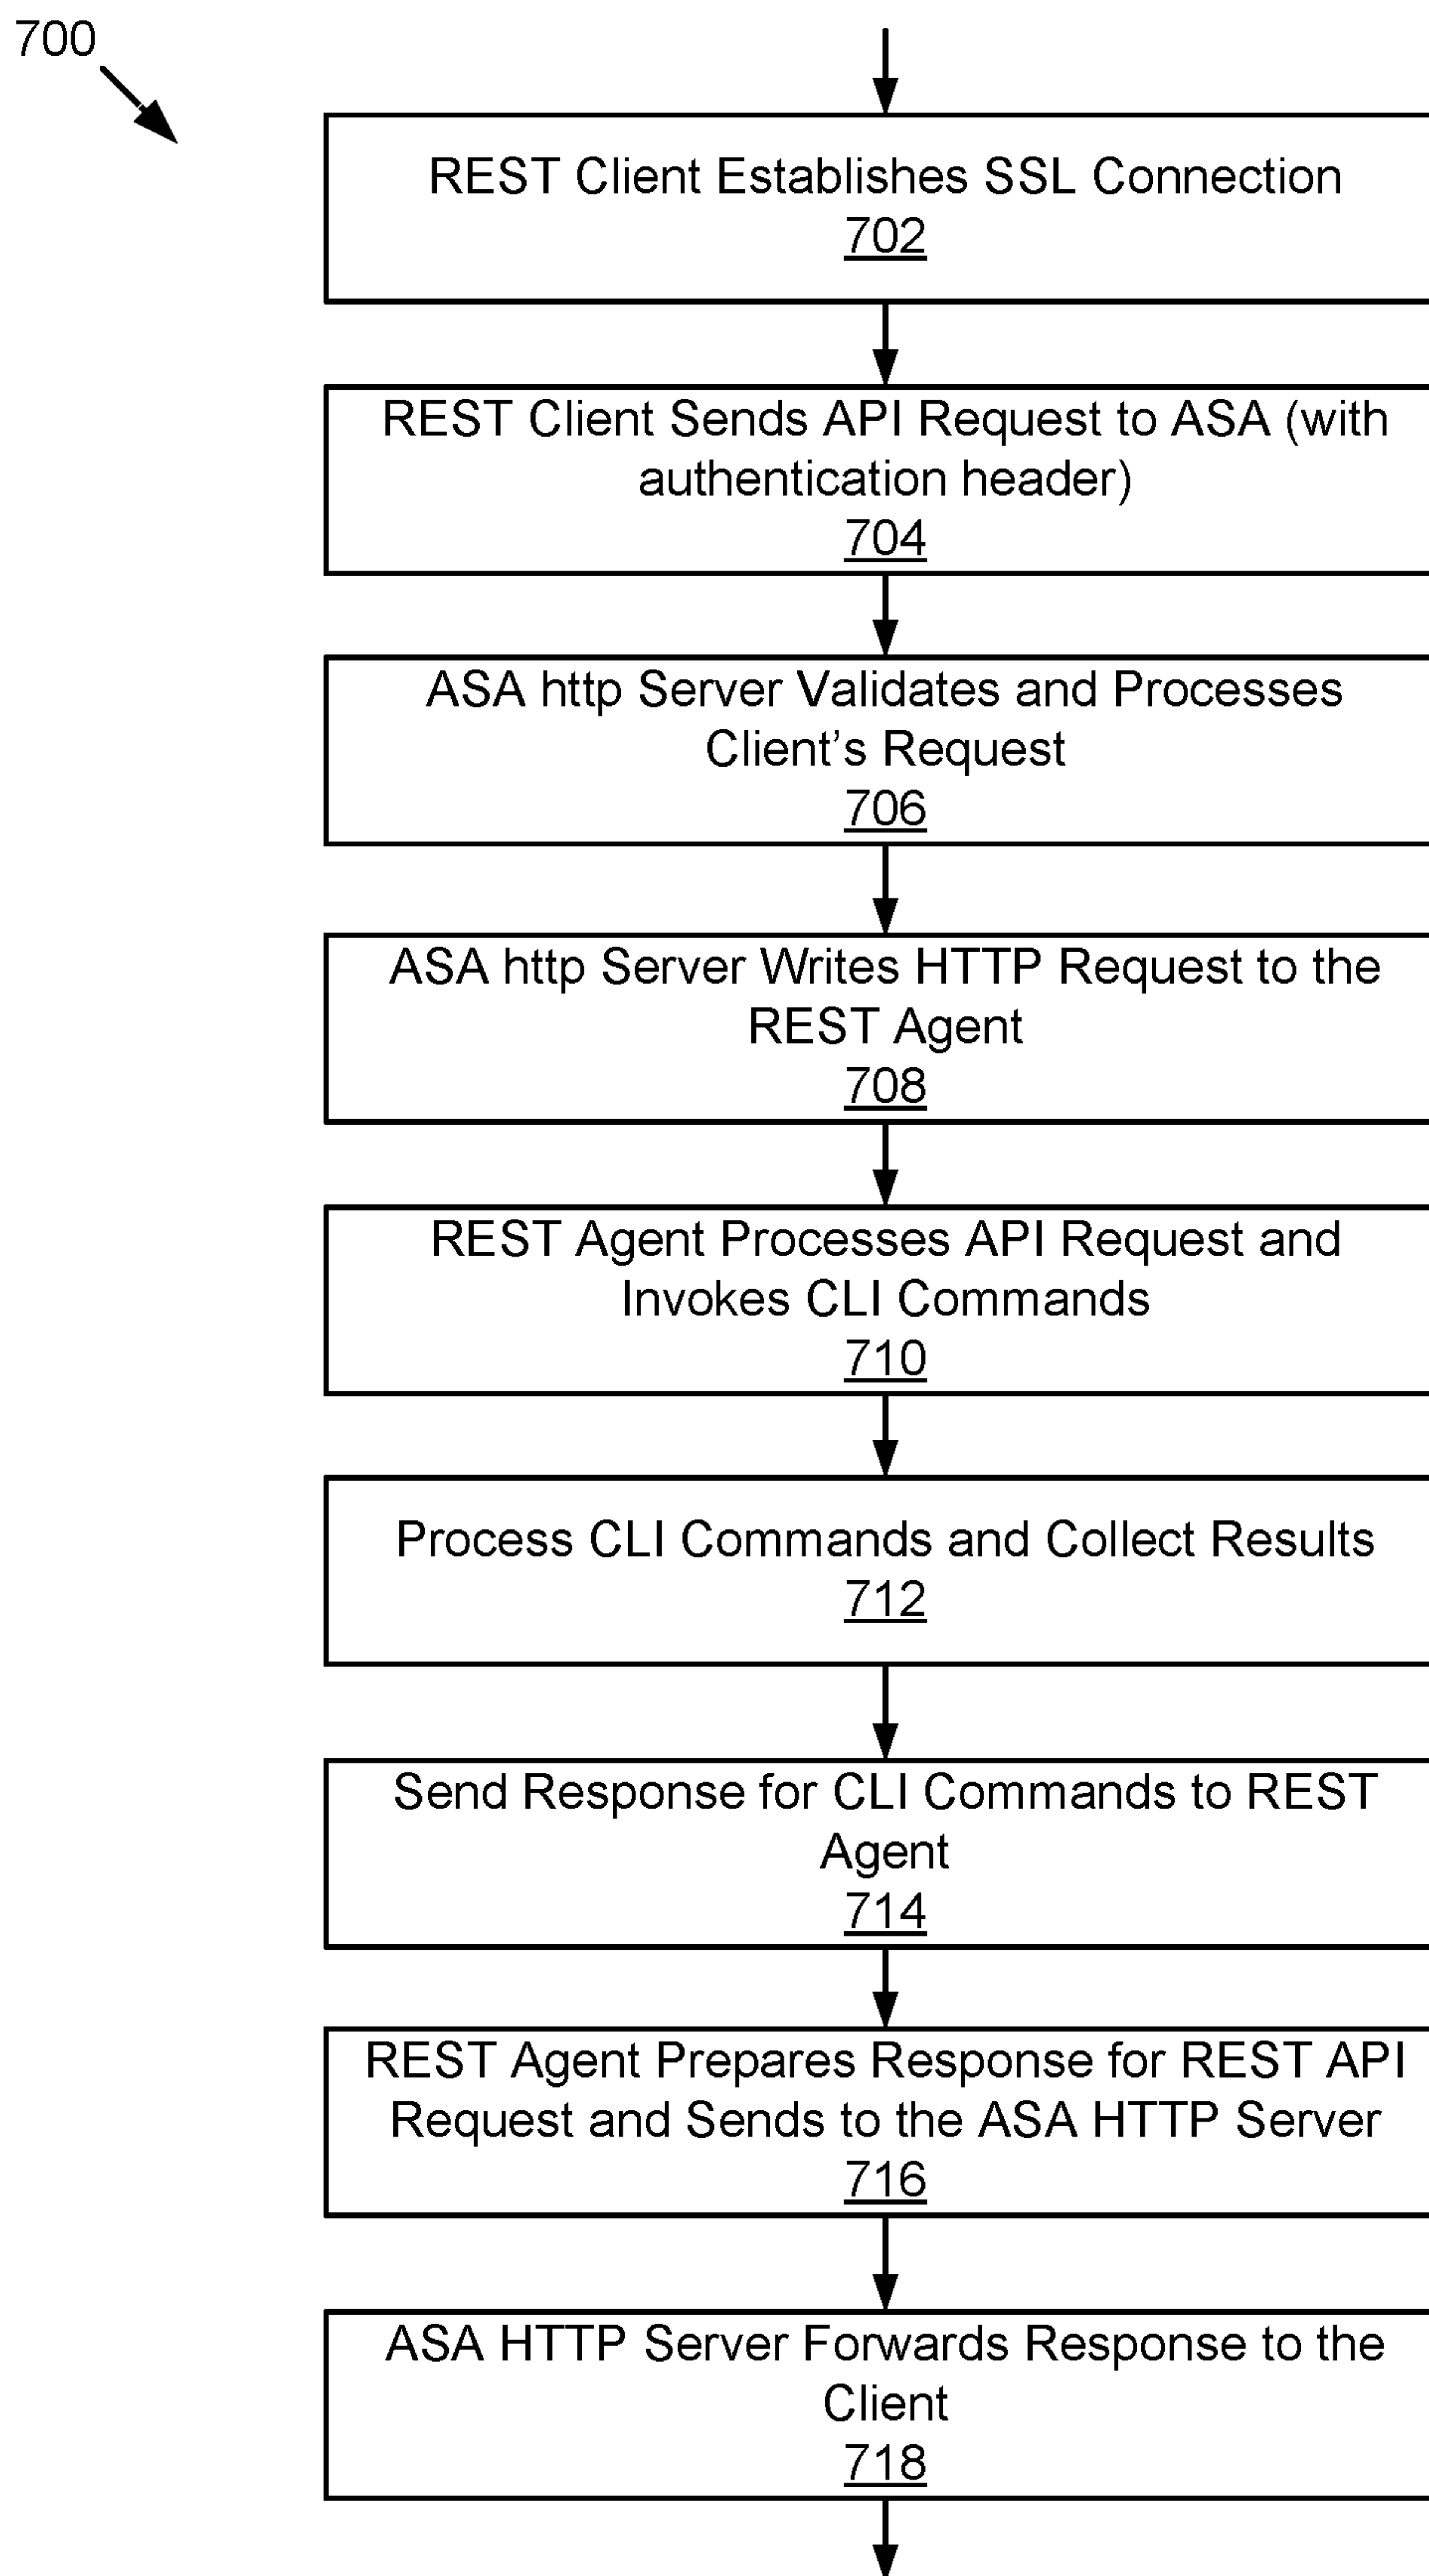 700
REST Client Establishes SSL Connection
702
REST Client Sends API Request to ASA (with
authentication header)
704
ASA http Server Validates and Processes
Client’s Request
706
ASA http Server Writes HTTP Request to the
REST Agent
708
REST Agent Processes API Request and
Invokes CLI Commands
710
Process CLI Commands and Collect Results
712
Send Response for CLI Commands to REST
Agent
714
REST Agent Prepares Response for REST API
Request and Sends to the ASA HTTP Server
716
ASA HTTP Server Forwards Response to the
Client
718